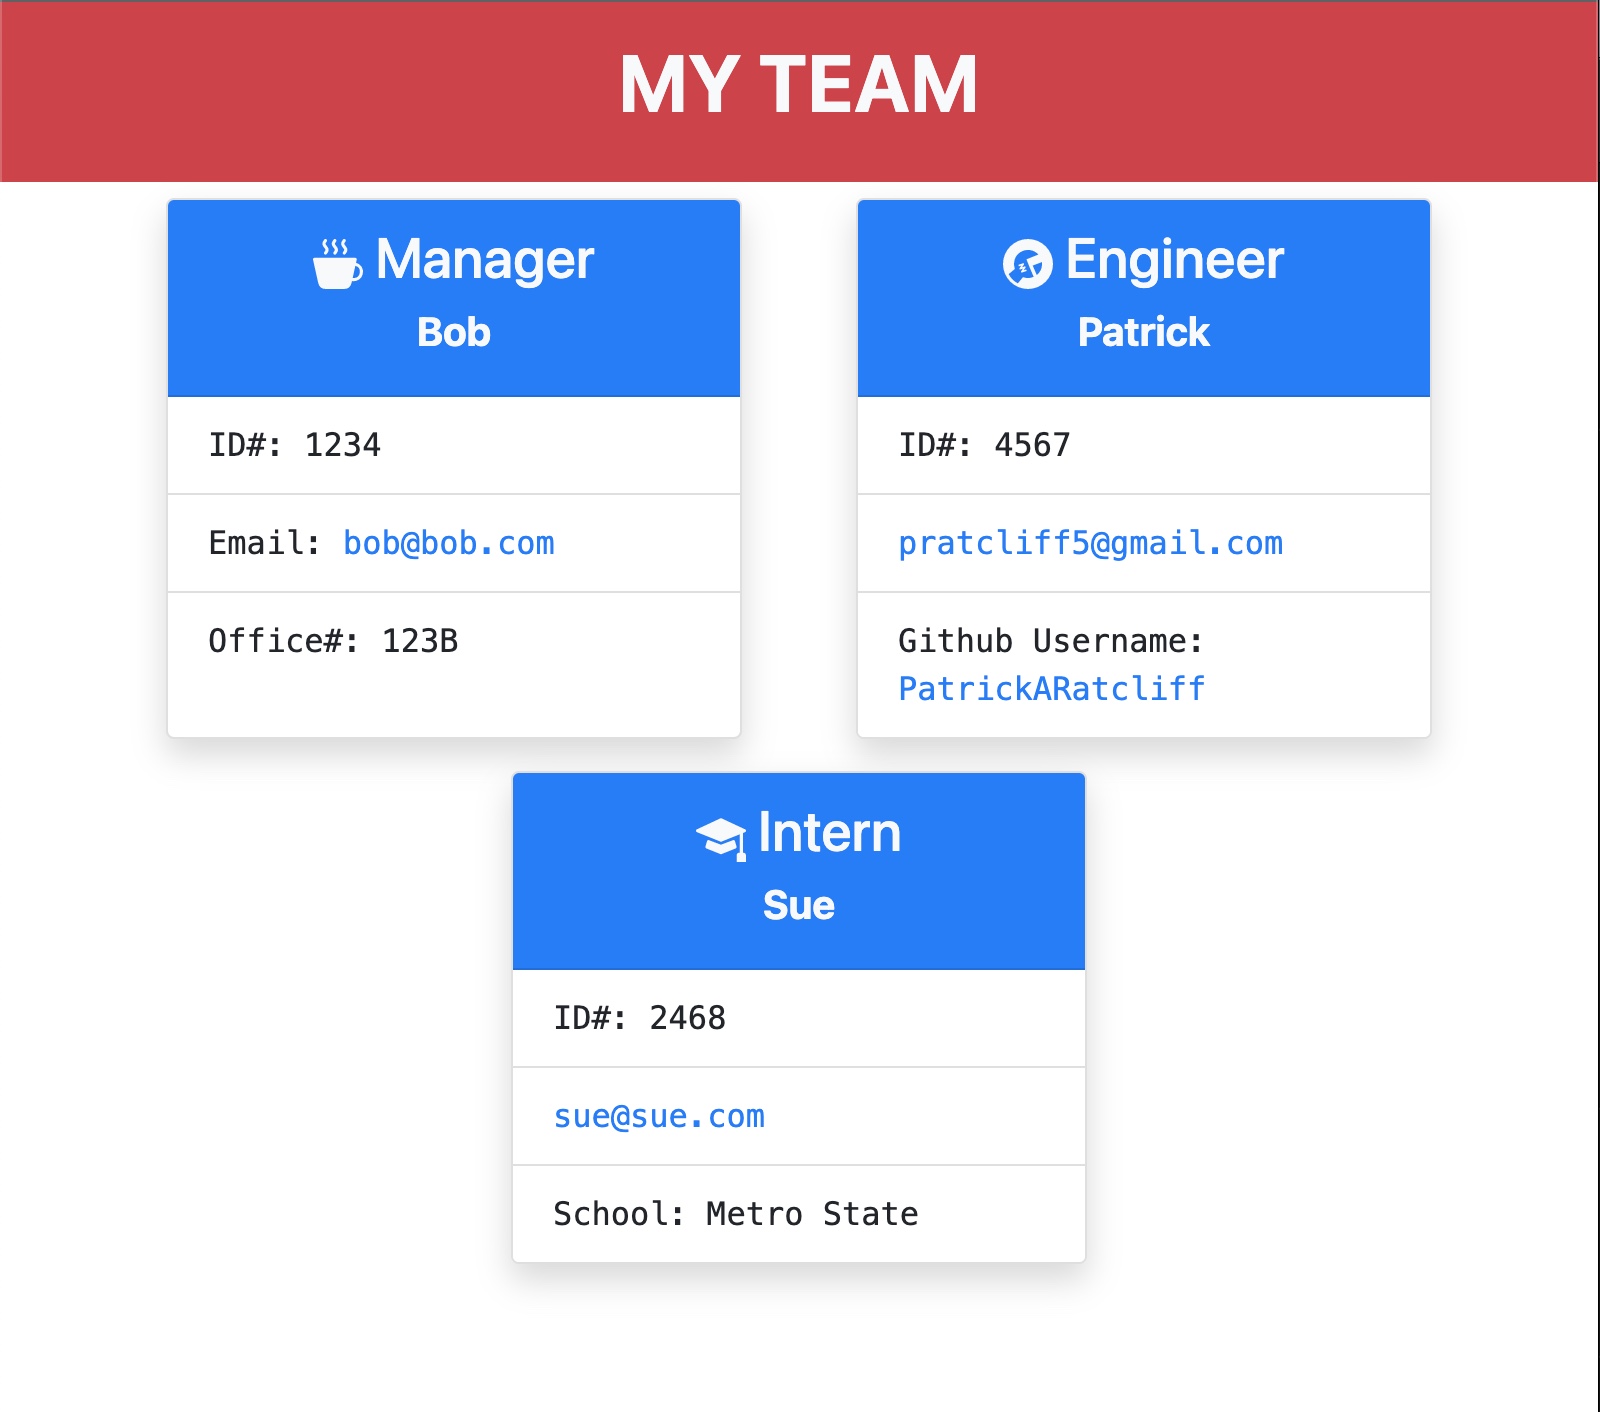 MY TEAM
Manager
Bob
ID#: 1234
Email: bob@bob.com
Office#: 123B
Engineer
Patrick
ID#: 4567
pratcliff5@gmail.com
Github Username:
PatrickARatcliff
Intern
Sue
ID#: 2468
sue@sue.com
School: Metro State